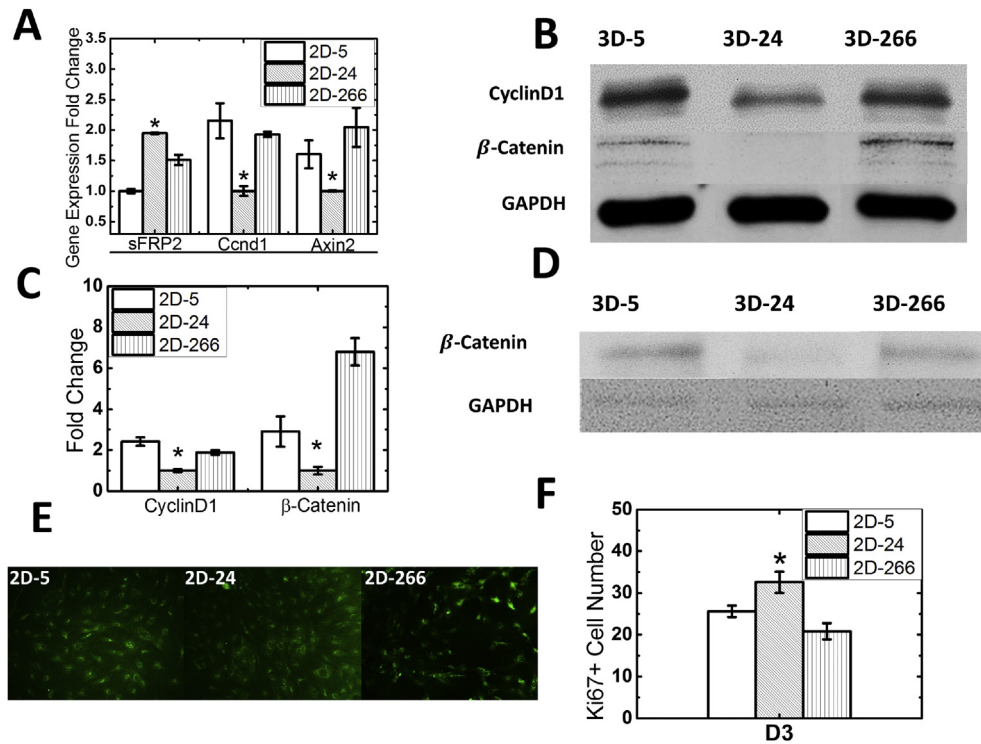 A
Gene Expression Fold Change
3.5
3.0
2.5
2.0
1.5
1.0
0.5
2D-5
2D-24
2D-266
*
*
*
sFRP2 Ccnd1 Axin2
B
3D-5 3D-24 3D-266
CyclinD1
β-Catenin
GAPDH
C
Fold Change
10
8
6
4
2
0
2D-5
2D-24
2D-266
*
*
CyclinD1 β-Catenin
D
3D-5 3D-24 3D-266
β-Catenin
GAPDH
E
2D-5 2D-24 2D-266
F
Ki67+ Cell Number
50
40
30
20
10
0
2D-5
2D-24
2D-266
*
D3